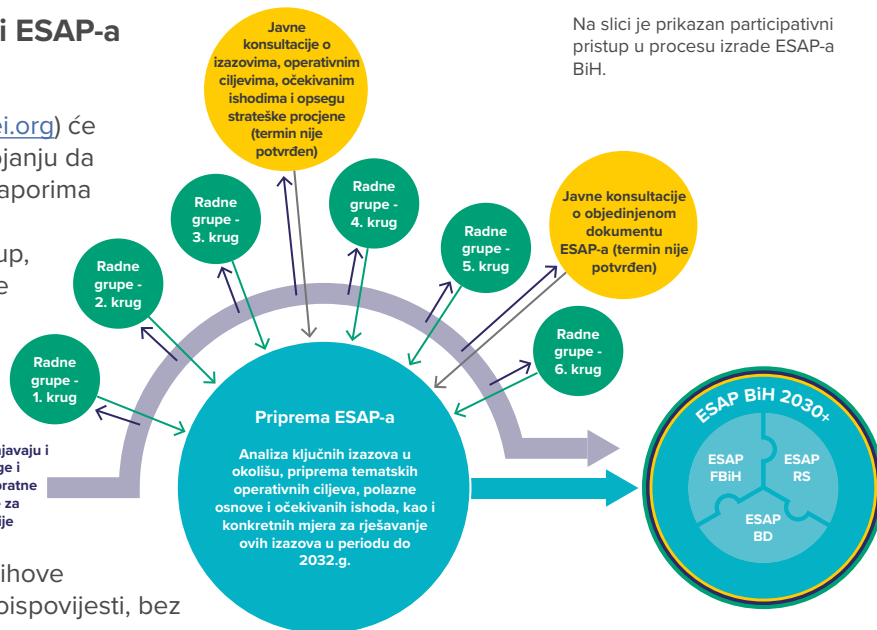 i ESAP-a
ei.org) će
ojanju da
aporima
up,
e
Na slici je prikazan participativni
pristup u procesu izrade ESAP-a
BiH.
Javne
konsultacije o
izazovima, operativnim
ciljevima, očekivanim
ishodima i opsegu
strateške procjene
(termin nije
potvrđen)
Radne
grupe -
1. krug
Radne
grupe -
2. krug
Radne
grupe -
3. krug
Radne
grupe -
4. krug
Radne
grupe -
5. krug
Javne konsultacije
o objedinjenom
dokumentu
ESAP-a (termin nije
potvrđen)
Radne
grupe -
6. krug
Priprema ESAP-a
Analiza ključnih izazova u
okolišu, priprema tematskih
operativnih ciljeva, polazne
osnove i očekivanih ishoda, kao i
konkretnih mjera za rješavanje
ovih izazova u periodu do
2032.g.
ESAP BiH 2030+
ESAP
FBiH
ESAP
RS
ESAP
BD
njavaju i
ge i
ratne
e za
ije
ihove
oispovijesti, bez